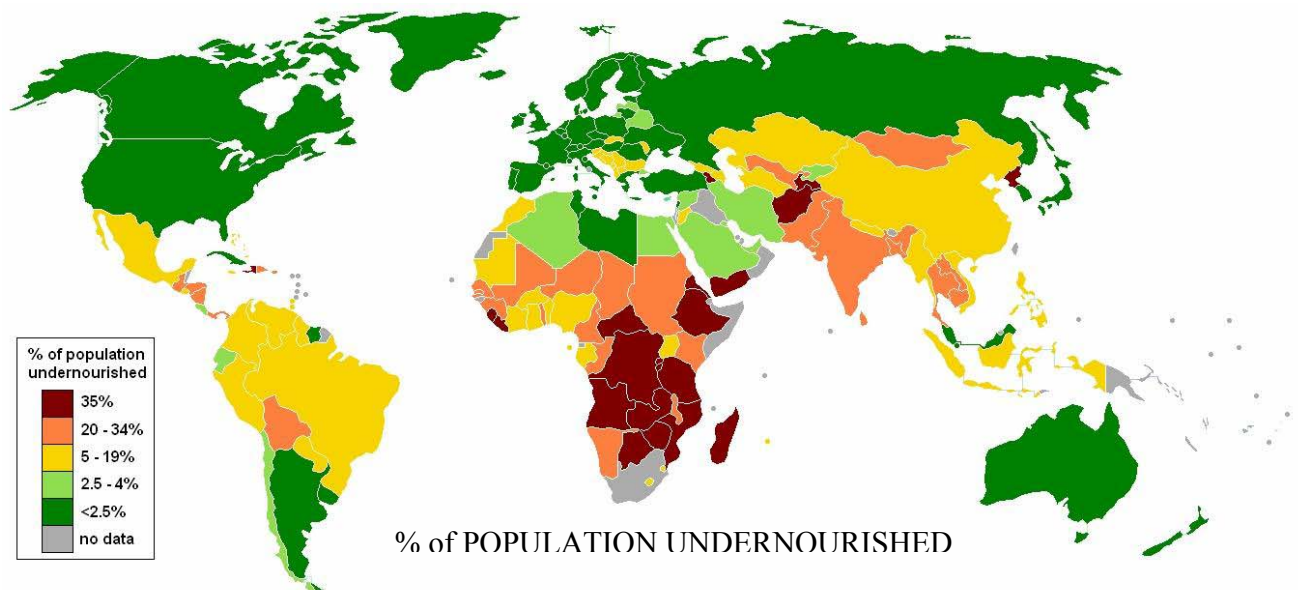 % of population
undernourished
35%
20 - 34%
5 - 19%
2.5 - 4%
<2.5%
no data
% of POPULATION UNDERNOURISHED